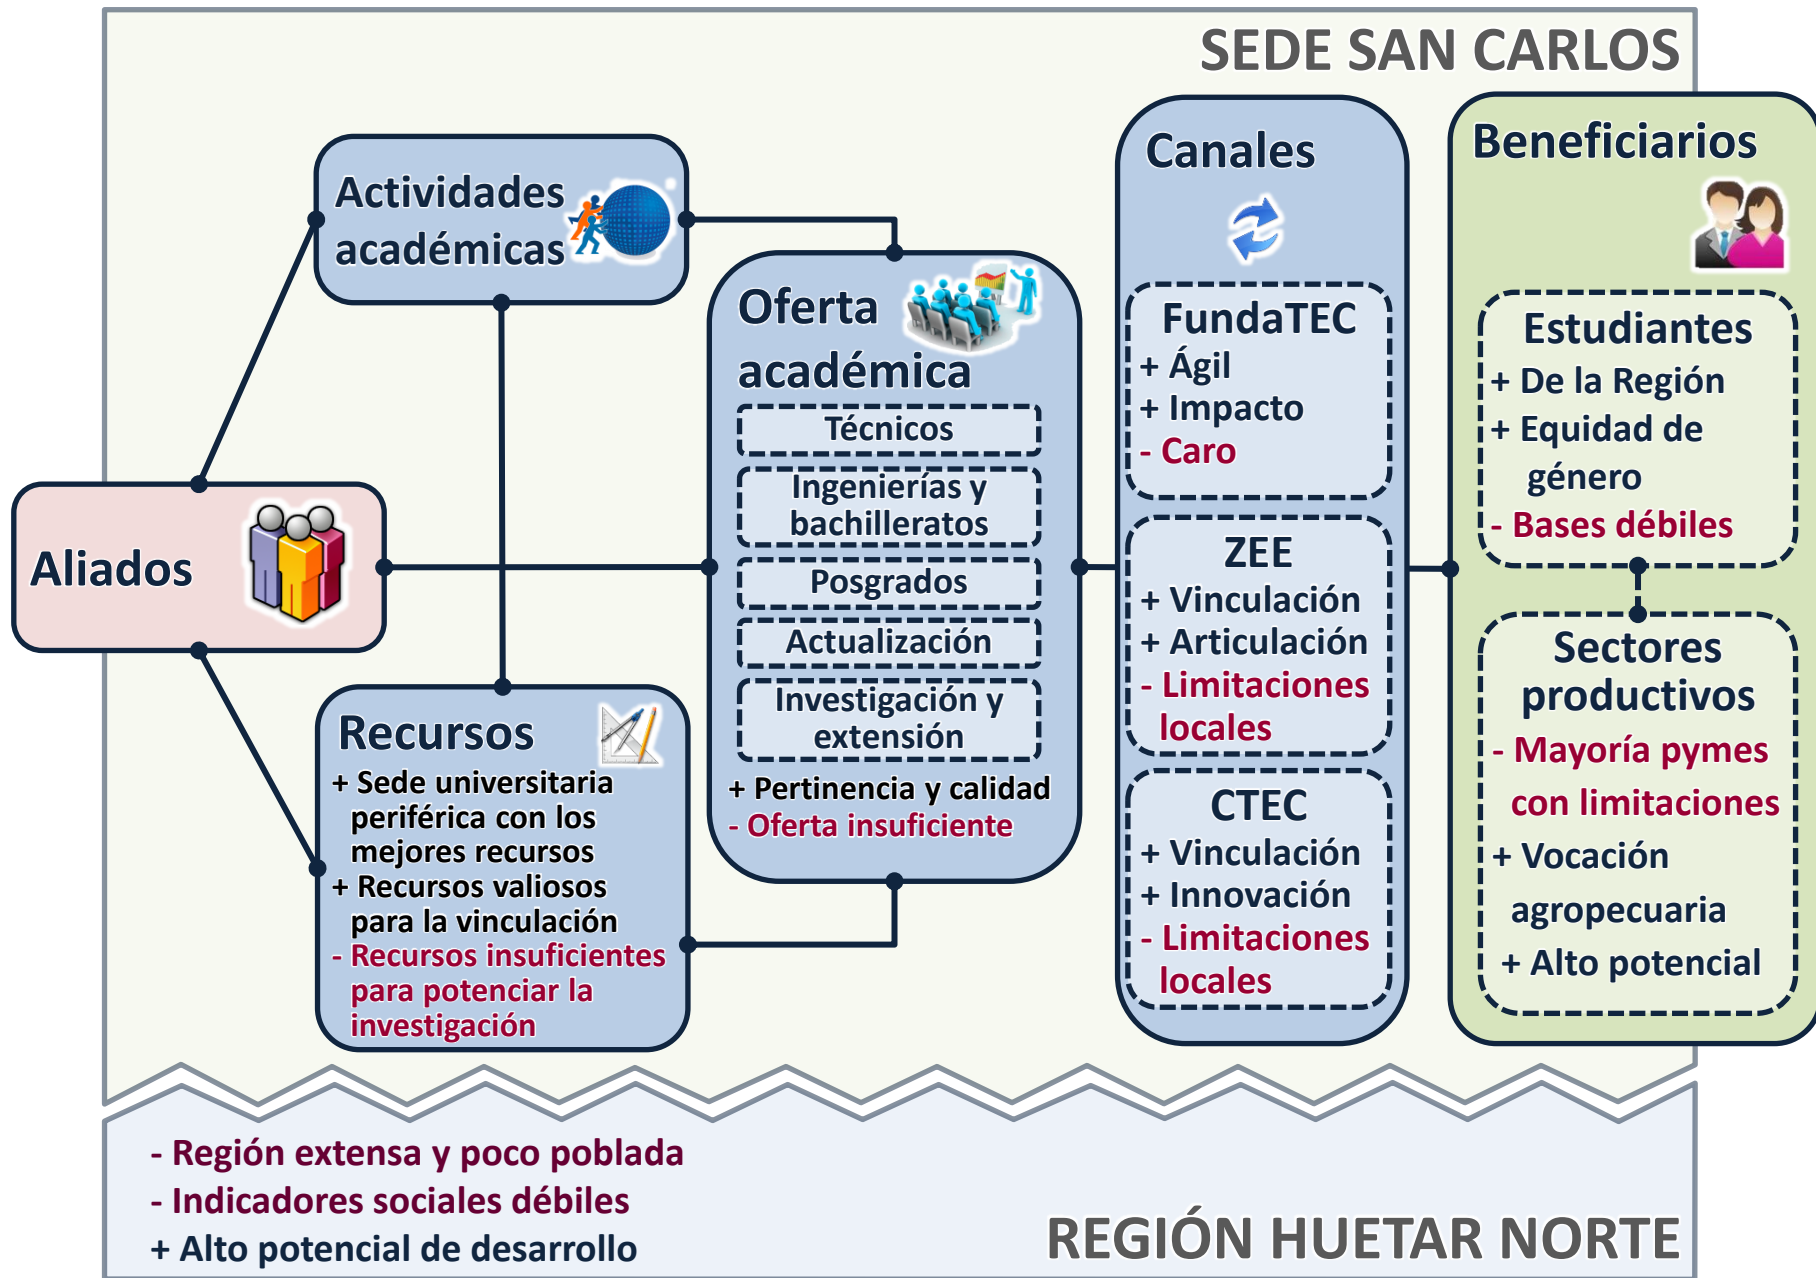 SEDE SAN CARLOS
Actividades
académicas
Aliados
Recursos
+ Sede universitaria
periférica con los
mejores recursos
+ Recursos valiosos
para la vinculación
- Recursos insuficientes
para potenciar la
investigación
Oferta
académica
Técnicos
Ingenierías y
bachilleratos
Posgrados
Actualización
Investigación y
extensión
+ Pertinencia y calidad
- Oferta insuficiente
Canales
FundaTEC
+ Ágil
+ Impacto
- Caro
ZEE
+ Vinculación
+ Articulación
- Limitaciones
locales
CTEC
+ Vinculación
+ Innovación
- Limitaciones
locales
Beneficiarios
Estudiantes
+ De la Región
+ Equidad de
género
- Bases débiles
Sectores
productivos
- Mayoría pymes
con limitaciones
+ Vocación
agropecuaria
+ Alto potencial
- Región extensa y poco poblada
- Indicadores sociales débiles
+ Alto potencial de desarrollo
REGIÓN HUETAR NORTE